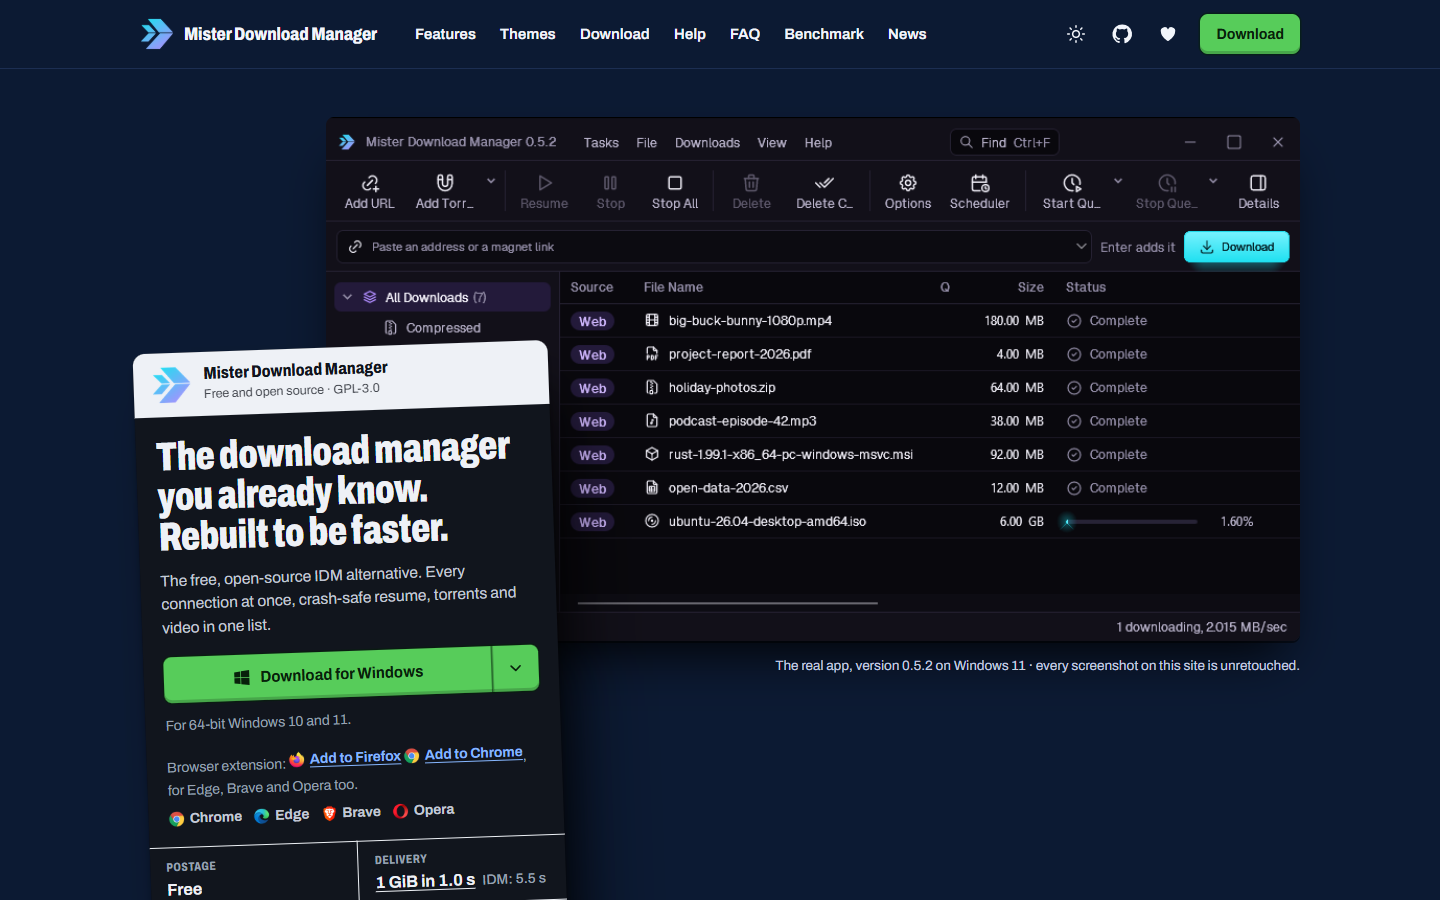 Mister Download Manager
Features Themes Download Help FAQ Benchmark News
Download
Mister Download Manager 0.5.2 Tasks File Downloads View Help
Find Ctrl+F
Add URL Add Torr... Resume Stop Stop All Delete Delete C... Options Scheduler Start Qu... Stop Que... Details
Paste an address or a magnet link
Enter adds it
Download
All Downloads (7)
Compressed
Source File Name Q Size Status
Web big-buck-bunny-1080p.mp4 180.00 MB Complete
Web project-report-2026.pdf 4.00 MB Complete
Web holiday-photos.zip 64.00 MB Complete
Web podcast-episode-42.mp3 38.00 MB Complete
Web rust-1.99.1-x86_64-pc-windows-msvc.msi 92.00 MB Complete
Web open-data-2026.csv 12.00 MB Complete
Web ubuntu-26.04-desktop-amd64.iso 6.00 GB 1.60%
1 downloading, 2.015 MB/sec
The real app, version 0.5.2 on Windows 11 · every screenshot on this site is unretouched.
Mister Download Manager
Free and open source · GPL-3.0
The download manager
you already know.
Rebuilt to be faster.
The free, open-source IDM alternative. Every
connection at once, crash-safe resume, torrents and
video in one list.
Download for Windows
For 64-bit Windows 10 and 11.
Browser extension: Add to Firefox Add to Chrome,
for Edge, Brave and Opera too.
Chrome Edge Brave Opera
POSTAGE
Free
DELIVERY
1 GiB in 1.0 s IDM: 5.5 s